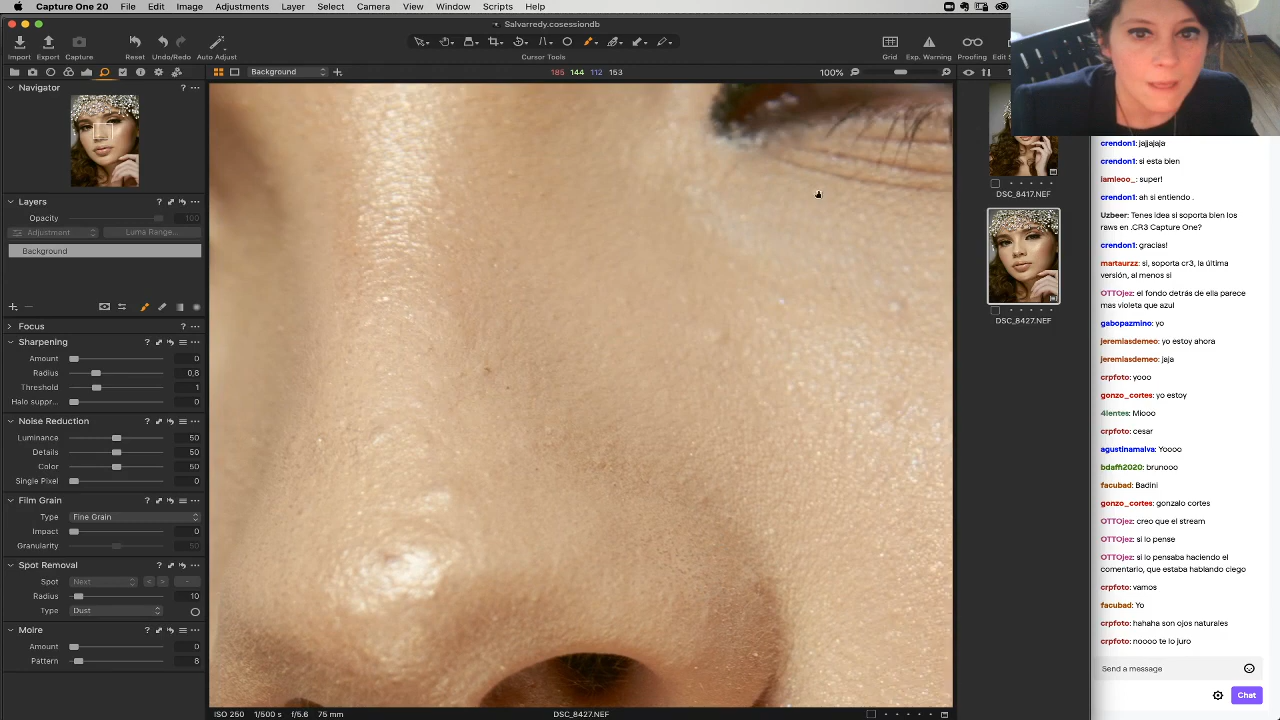 Capture One 20 File Edit Image Adjustments Layer Select Camera View Window Scripts Help
Salvarredy.cosessiondb
Import Export Capture Reset Undo/Redo Auto Adjust
Cursor Tools
Grid Exp. Warning Proofing Edit S
Background
185 144 112 153
100%
Navigator
Layers
Opacity 100
Adjustment Luma Range...
Background
Focus
Sharpening
Amount 0
Radius 0,6
Threshold 1
Halo suppr... 0
Noise Reduction
Luminance 50
Details 50
Color 50
Single Pixel 0
Film Grain
Type Fine Grain
Impact 0
Granularity 50
Spot Removal
Spot Next
Radius 10
Type Dust
Moire
Amount 0
Pattern 8
ISO 250 1/500 s f/5.6 75 mm
DSC_8427.NEF
DSC_8417.NEF
DSC_8427.NEF
crendon1: jajjajaja
crendon1: si esta bien
iamieoo_: super!
crendon1: ah si entiendo .
Uzbeer: Tenes idea si soporta bien los
raws en .CR3 Capture One?
crendon1: gracias!
martaurzz: si, soporta cr3, la última
versión, al menos si
OTTOjez: el fondo detrás de ella parece
mas violeta que azul
gabopazmino: yo
jeremiasdemeo: yo estoy ahora
jeremiasdemeo: jaja
crpfoto: yooo
gonzo_cortes: yo estoy
4lentes: Miooo
crpfoto: cesar
agustinamalva: Yoooo
bdaffi2020: brunooo
facubad: Badini
gonzo_cortes: gonzalo cortes
OTTOjez: creo que el stream
OTTOjez: si lo pense
OTTOjez: si lo pensaba haciendo el
comentario, que estaba hablando ciego
crpfoto: vamos
facubad: Yo
crpfoto: hahaha son ojos naturales
crpfoto: noooo te lo juro
Send a message
Chat